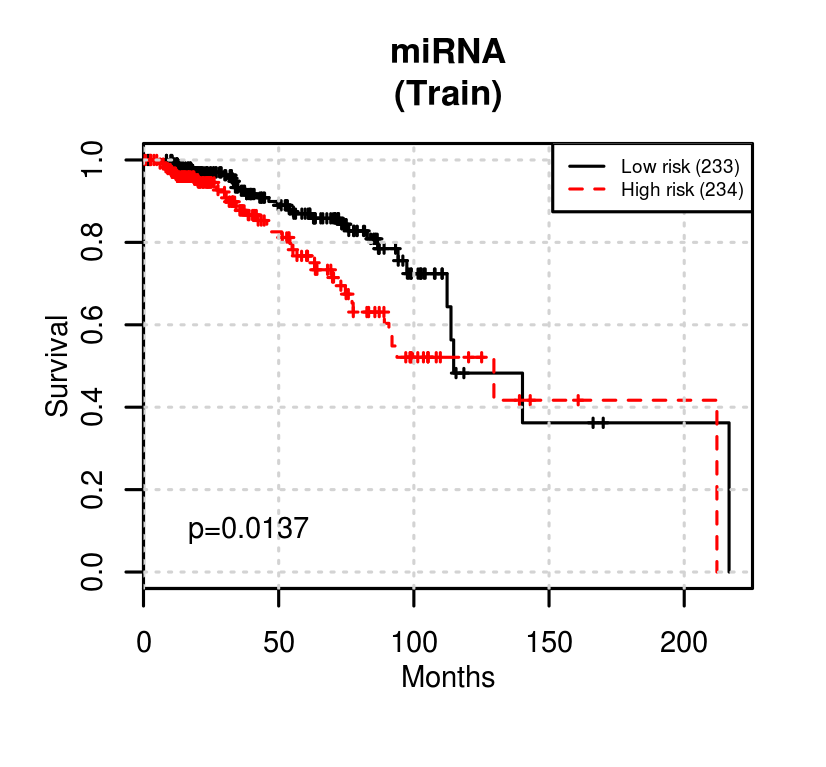 miRNA
(Train)
Low risk (233)
High risk (234)
1.0
0.8
0.6
0.4
0.2
0.0
Survival
p=0.0137
0 50 100 150 200
Months